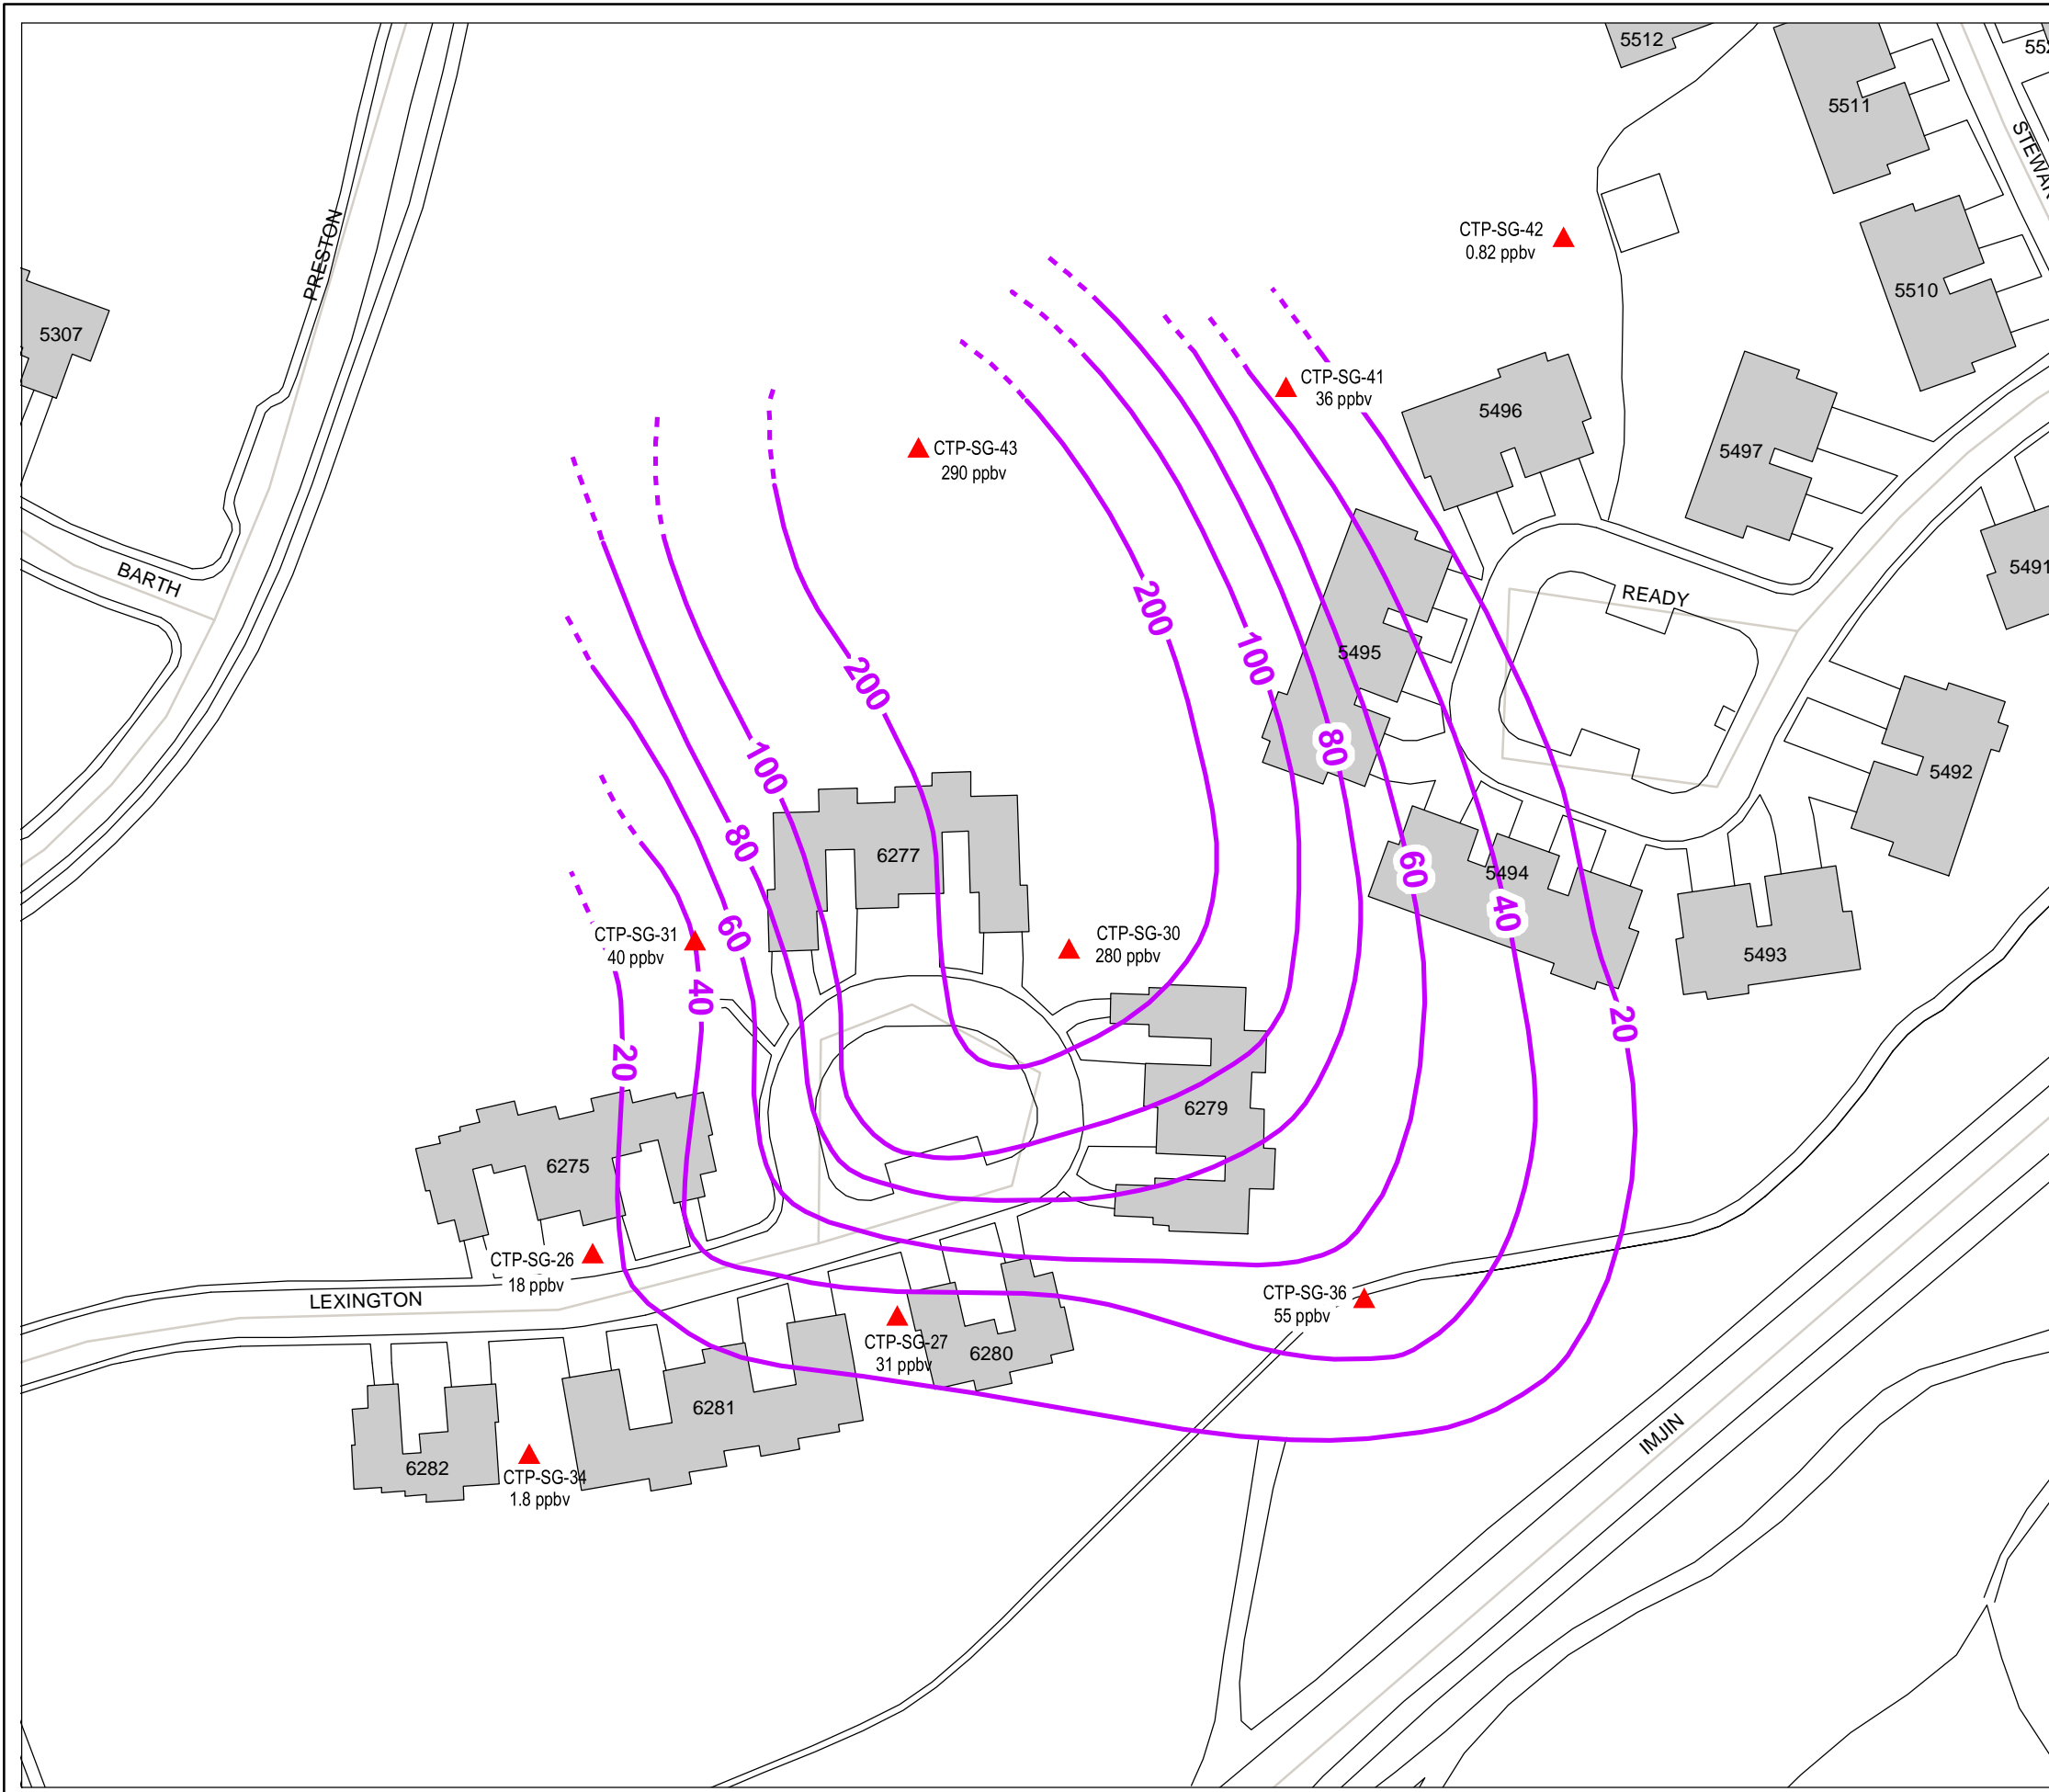 5512
552
5511
STEWAR
PRESTON
CTP-SG-42
0.82 ppbv
5510
5307
CTP-SG-41
36 ppbv
5496
CTP-SG-43
290 ppbv
5497
BARTH
5491
READY
200
100
5495
200
80
100
5492
80
6277
60
5494
40
60
CTP-SG-31
40 ppbv
CTP-SG-30
280 ppbv
5493
40
20
20
6279
6275
CTP-SG-26
18 ppbv
LEXINGTON
CTP-SG-36
55 ppbv
CTP-SG-27
31 ppbv
6280
6281
IMJIN
6282
CTP-SG-34
1.8 ppbv